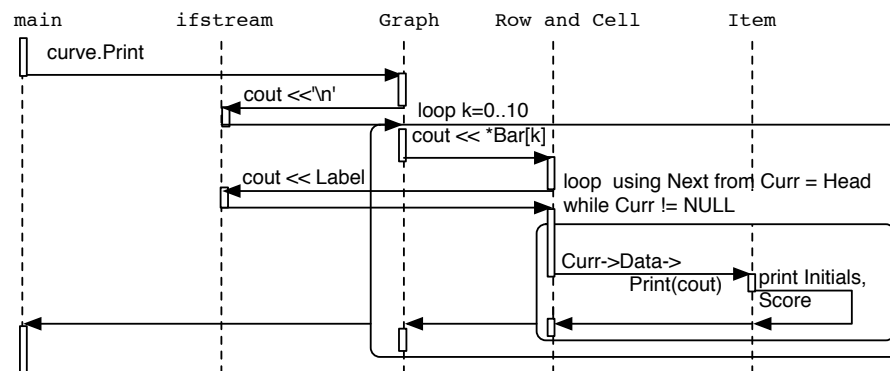 main ifstream Graph Row and Cell Item
curve.Print
cout <<'\n'
loop k=0..10
cout << *Bar[k]
cout << Label
loop using Next from Curr = Head
while Curr != NULL
Curr->Data->
Print(cout)
print Initials,
Score